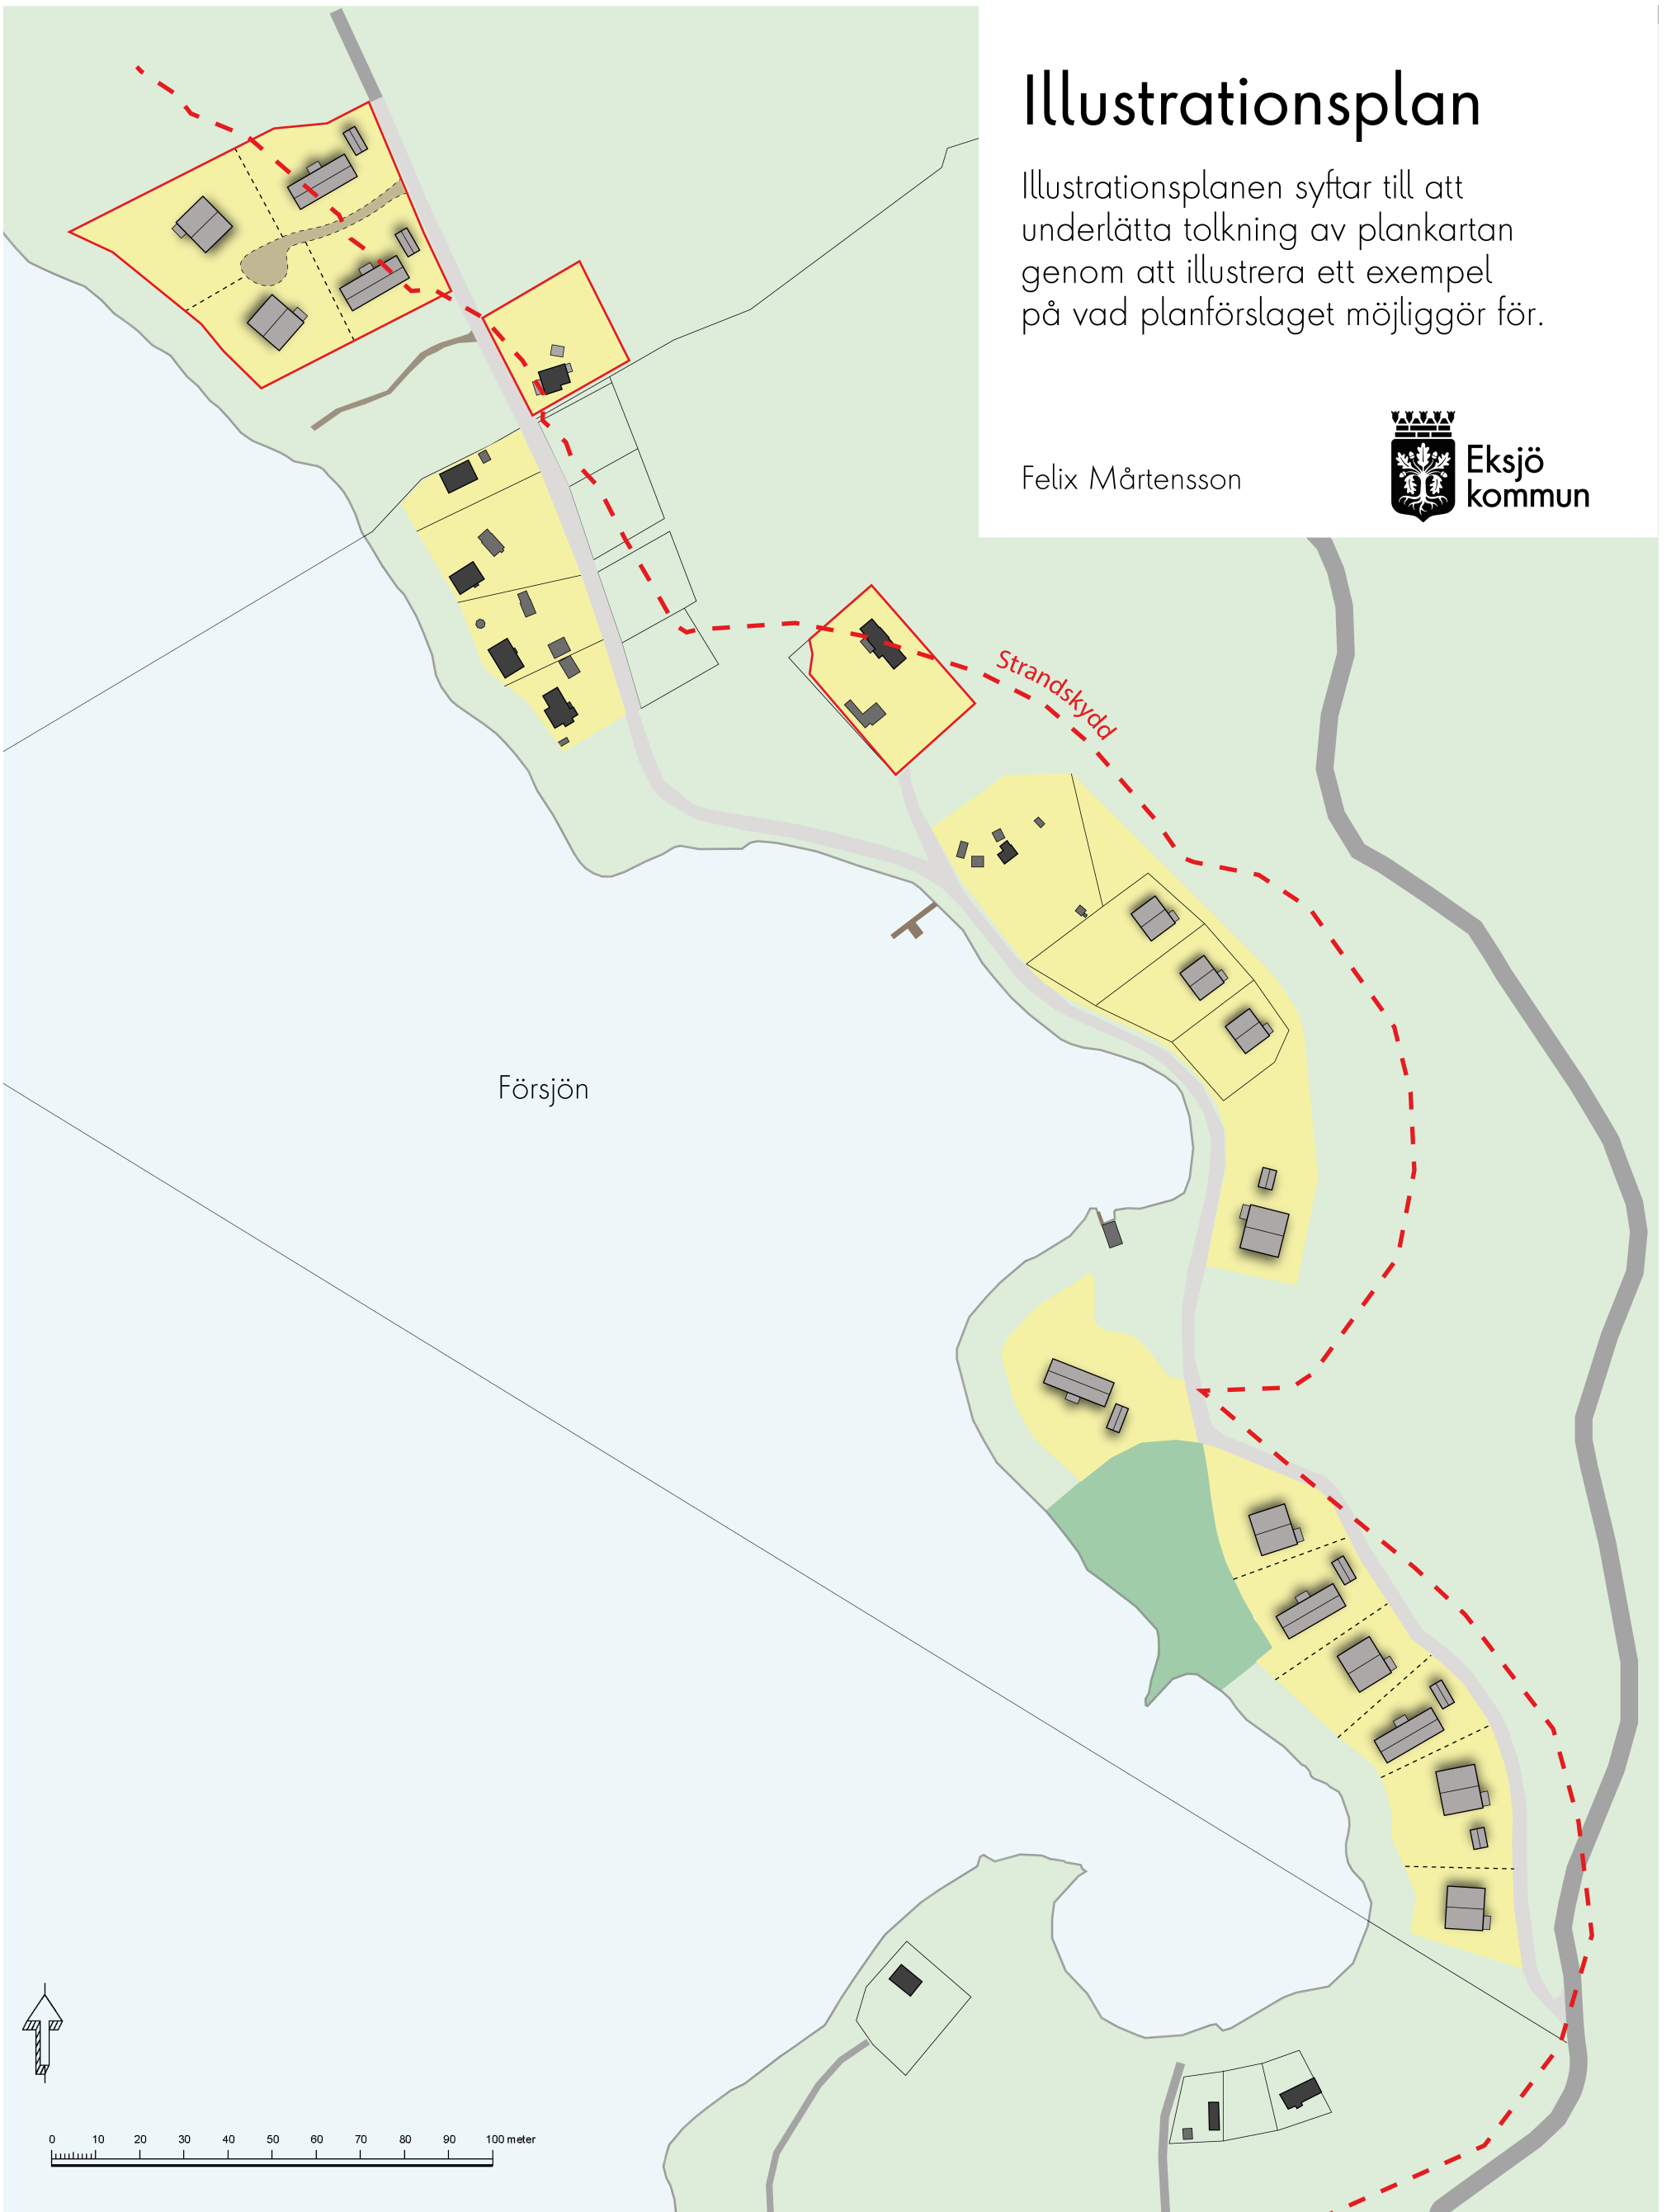 Illustrationsplan
Illustrationsplanen syftar till att
underlätta tolkning av plankartan
genom att illustrera ett exempel
på vad planförslaget möjliggör för.
Felix Mårtensson
Eksjö
kommun
Strandskydd
Försjön
0 10 20 30 40 50 60 70 80 90 100 meter